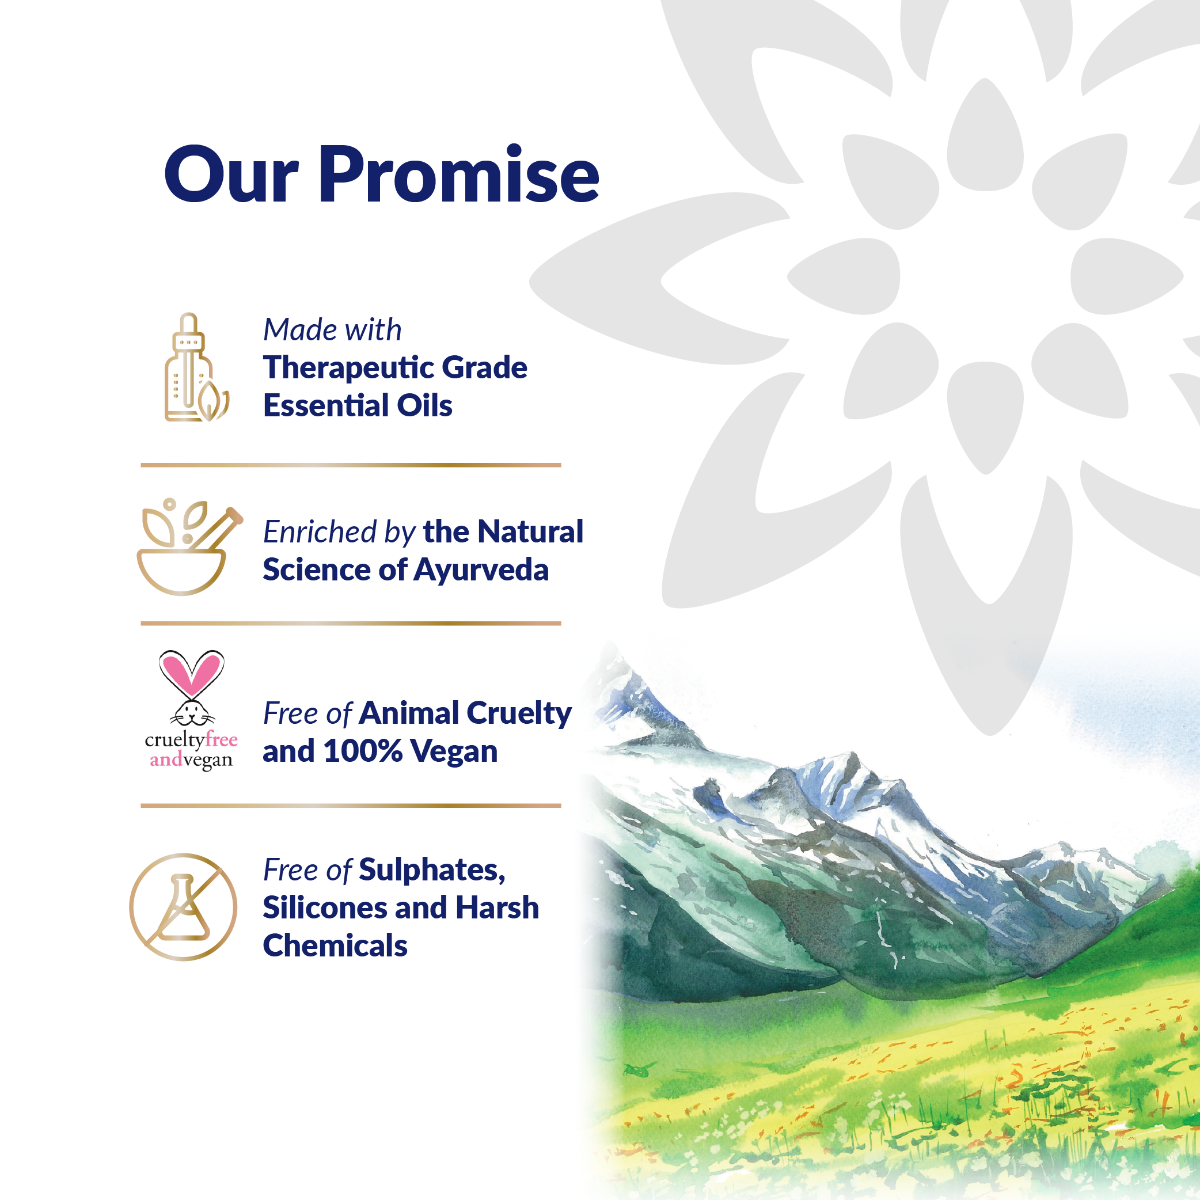 Our Promise
Made with
Therapeutic Grade
Essential Oils
Enriched by the Natural
Science of Ayurveda
crueltyfree
andvegan
Free of Animal Cruelty
and 100% Vegan
Free of Sulphates,
Silicones and Harsh
Chemicals